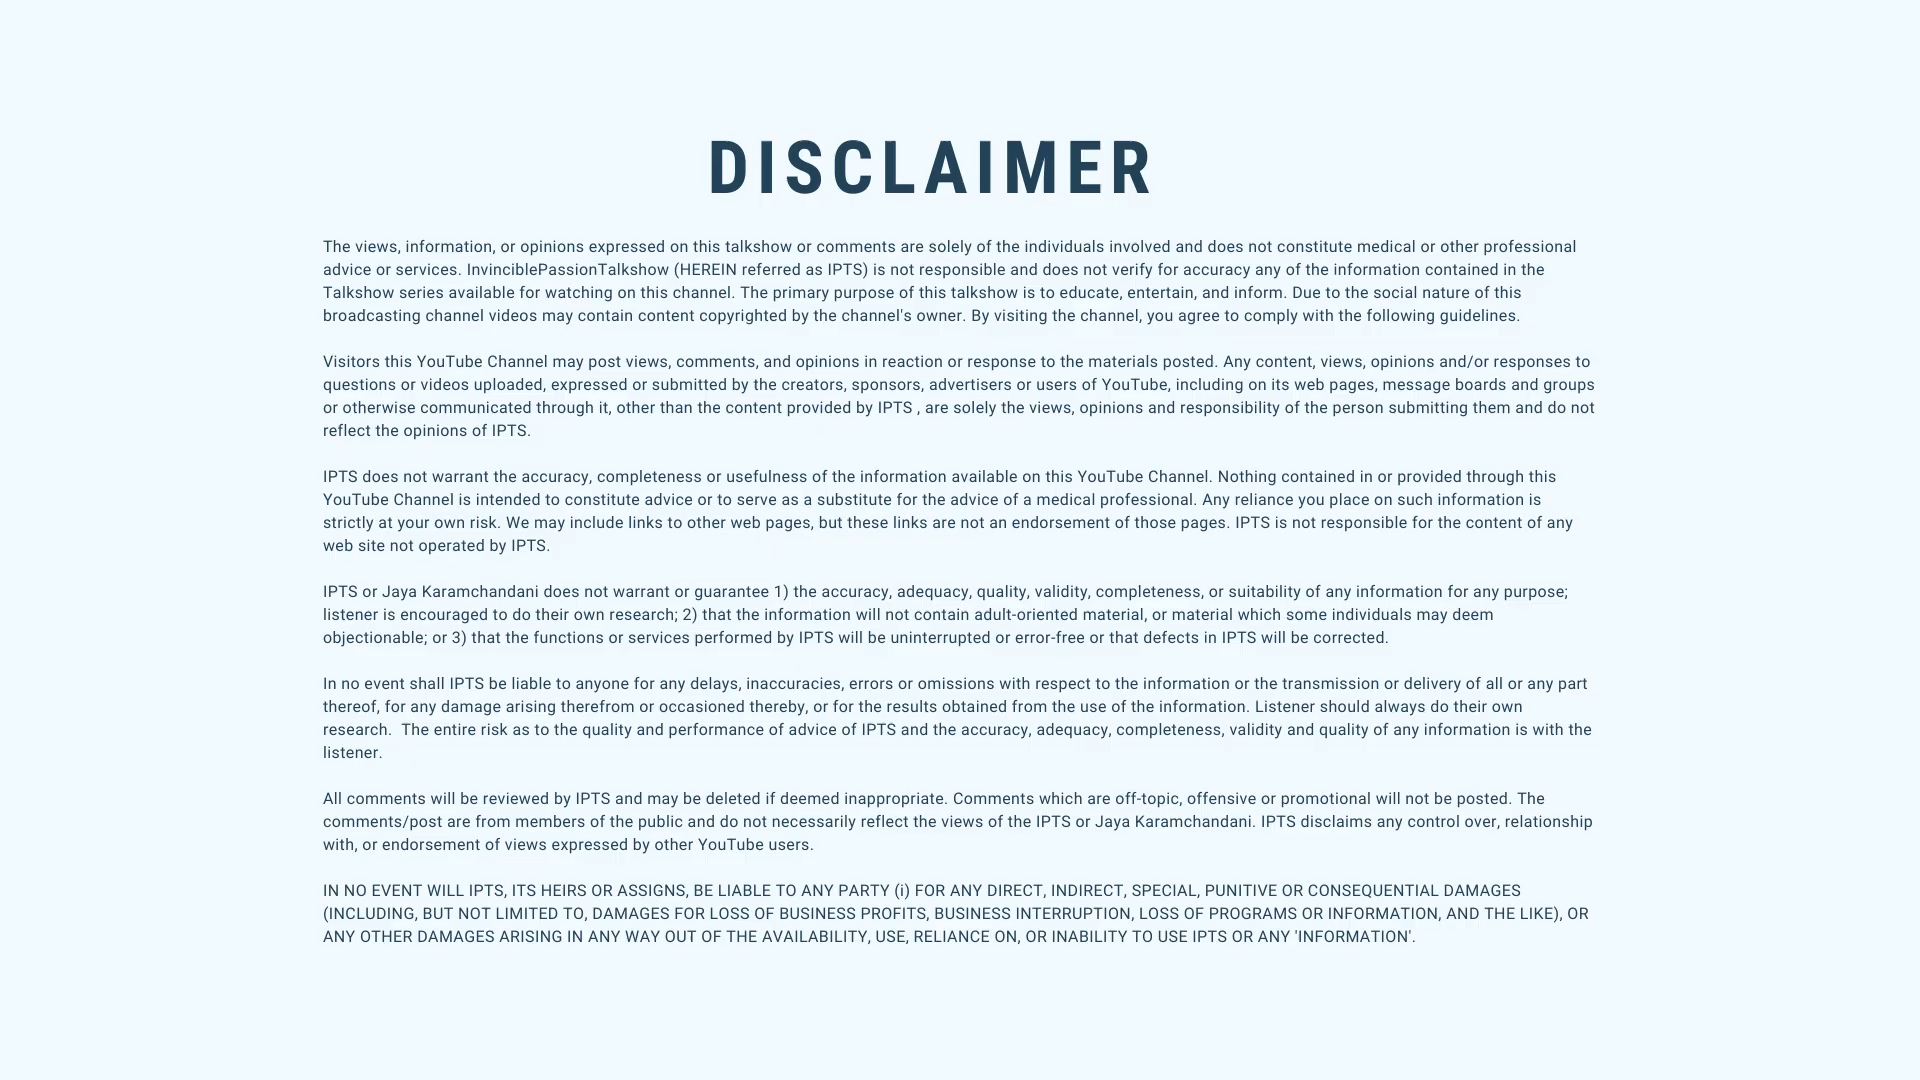 DISCLAIMER
The views, information, or opinions expressed on this talkshow or comments are solely of the individuals involved and does not constitute medical or other professional
advice or services. InvinciblePassionTalkshow (HEREIN referred as IPTS) is not responsible and does not verify for accuracy any of the information contained in the
Talkshow series available for watching on this channel. The primary purpose of this talkshow is to educate, entertain, and inform. Due to the social nature of this
broadcasting channel videos may contain content copyrighted by the channel's owner. By visiting the channel, you agree to comply with the following guidelines.
Visitors this YouTube Channel may post views, comments, and opinions in reaction or response to the materials posted. Any content, views, opinions and/or responses to
questions or videos uploaded, expressed or submitted by the creators, sponsors, advertisers or users of YouTube, including on its web pages, message boards and groups
or otherwise communicated through it, other than the content provided by IPTS , are solely the views, opinions and responsibility of the person submitting them and do not
reflect the opinions of IPTS.
IPTS does not warrant the accuracy, completeness or usefulness of the information available on this YouTube Channel. Nothing contained in or provided through this
YouTube Channel is intended to constitute advice or to serve as a substitute for the advice of a medical professional. Any reliance you place on such information is
strictly at your own risk. We may include links to other web pages, but these links are not an endorsement of those pages. IPTS is not responsible for the content of any
web site not operated by IPTS.
IPTS or Jaya Karamchandani does not warrant or guarantee 1) the accuracy, adequacy, quality, validity, completeness, or suitability of any information for any purpose;
listener is encouraged to do their own research; 2) that the information will not contain adult-oriented material, or material which some individuals may deem
objectionable; or 3) that the functions or services performed by IPTS will be uninterrupted or error-free or that defects in IPTS will be corrected.
In no event shall IPTS be liable to anyone for any delays, inaccuracies, errors or omissions with respect to the information or the transmission or delivery of all or any part
thereof, for any damage arising therefrom or occasioned thereby, or for the results obtained from the use of the information. Listener should always do their own
research.  The entire risk as to the quality and performance of advice of IPTS and the accuracy, adequacy, completeness, validity and quality of any information is with the
listener.
All comments will be reviewed by IPTS and may be deleted if deemed inappropriate. Comments which are off-topic, offensive or promotional will not be posted. The
comments/post are from members of the public and do not necessarily reflect the views of the IPTS or Jaya Karamchandani. IPTS disclaims any control over, relationship
with, or endorsement of views expressed by other YouTube users.
IN NO EVENT WILL IPTS, ITS HEIRS OR ASSIGNS, BE LIABLE TO ANY PARTY (i) FOR ANY DIRECT, INDIRECT, SPECIAL, PUNITIVE OR CONSEQUENTIAL DAMAGES
(INCLUDING, BUT NOT LIMITED TO, DAMAGES FOR LOSS OF BUSINESS PROFITS, BUSINESS INTERRUPTION, LOSS OF PROGRAMS OR INFORMATION, AND THE LIKE), OR
ANY OTHER DAMAGES ARISING IN ANY WAY OUT OF THE AVAILABILITY, USE, RELIANCE ON, OR INABILITY TO USE IPTS OR ANY 'INFORMATION'.